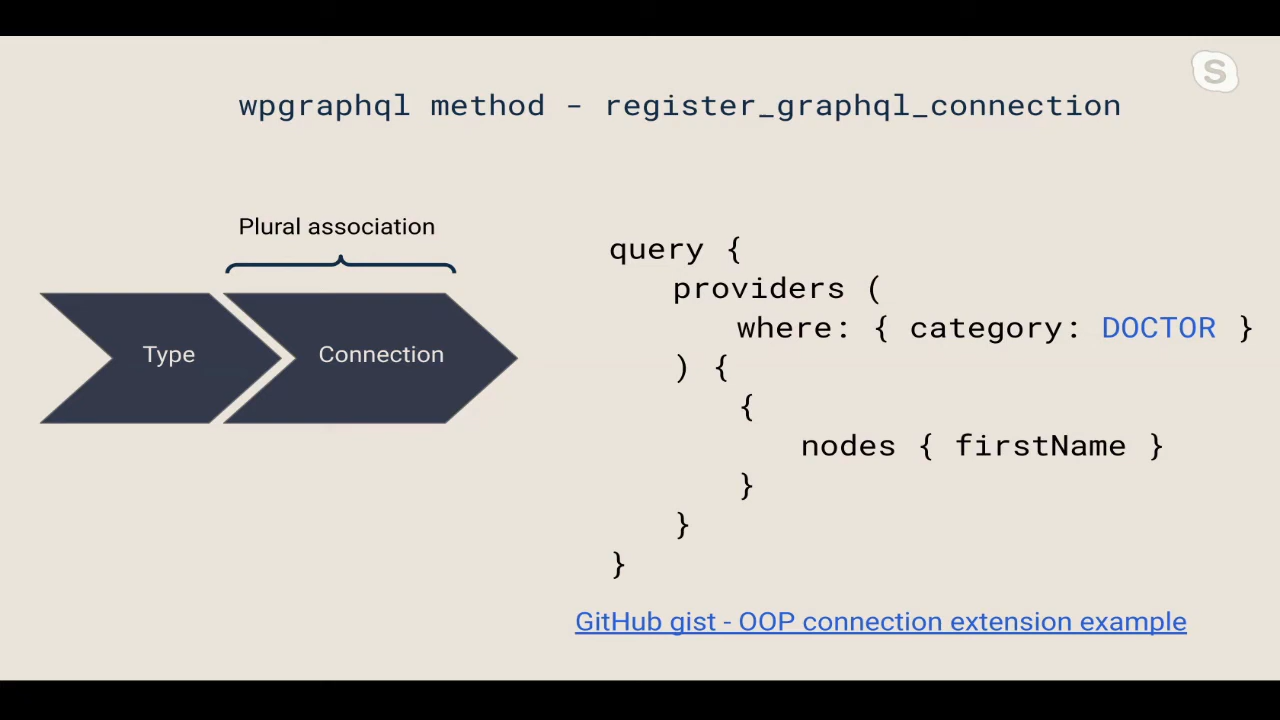 S
wpgraphql method - register_graphql_connection
Plural association
Type
Connection
query {
providers (
where: { category: DOCTOR }
) {
{
nodes { firstName }
}
}
}
GitHub gist - OOP connection extension example